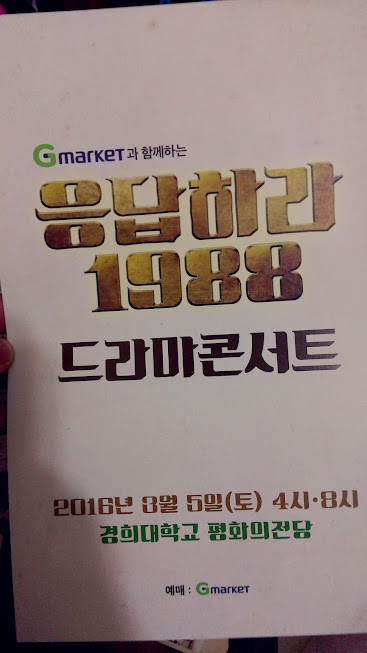 Gmarket과 함께하는
응답하라
1988
드라마콘서트
2016년 3월 5일(토) 4시·8시
경희대학교 평화의전당
예매 : Gmarket